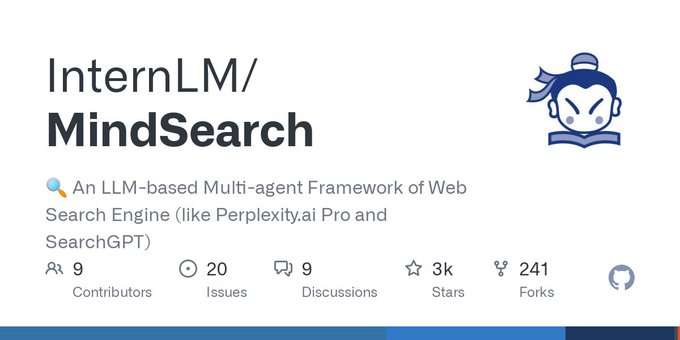 InternLM/
MindSearch
🔍 An LLM-based Multi-agent Framework of Web
Search Engine (like Perplexity.ai Pro and
SearchGPT)
9 20 9 3k 241
Contributors Issues Discussions Stars Forks